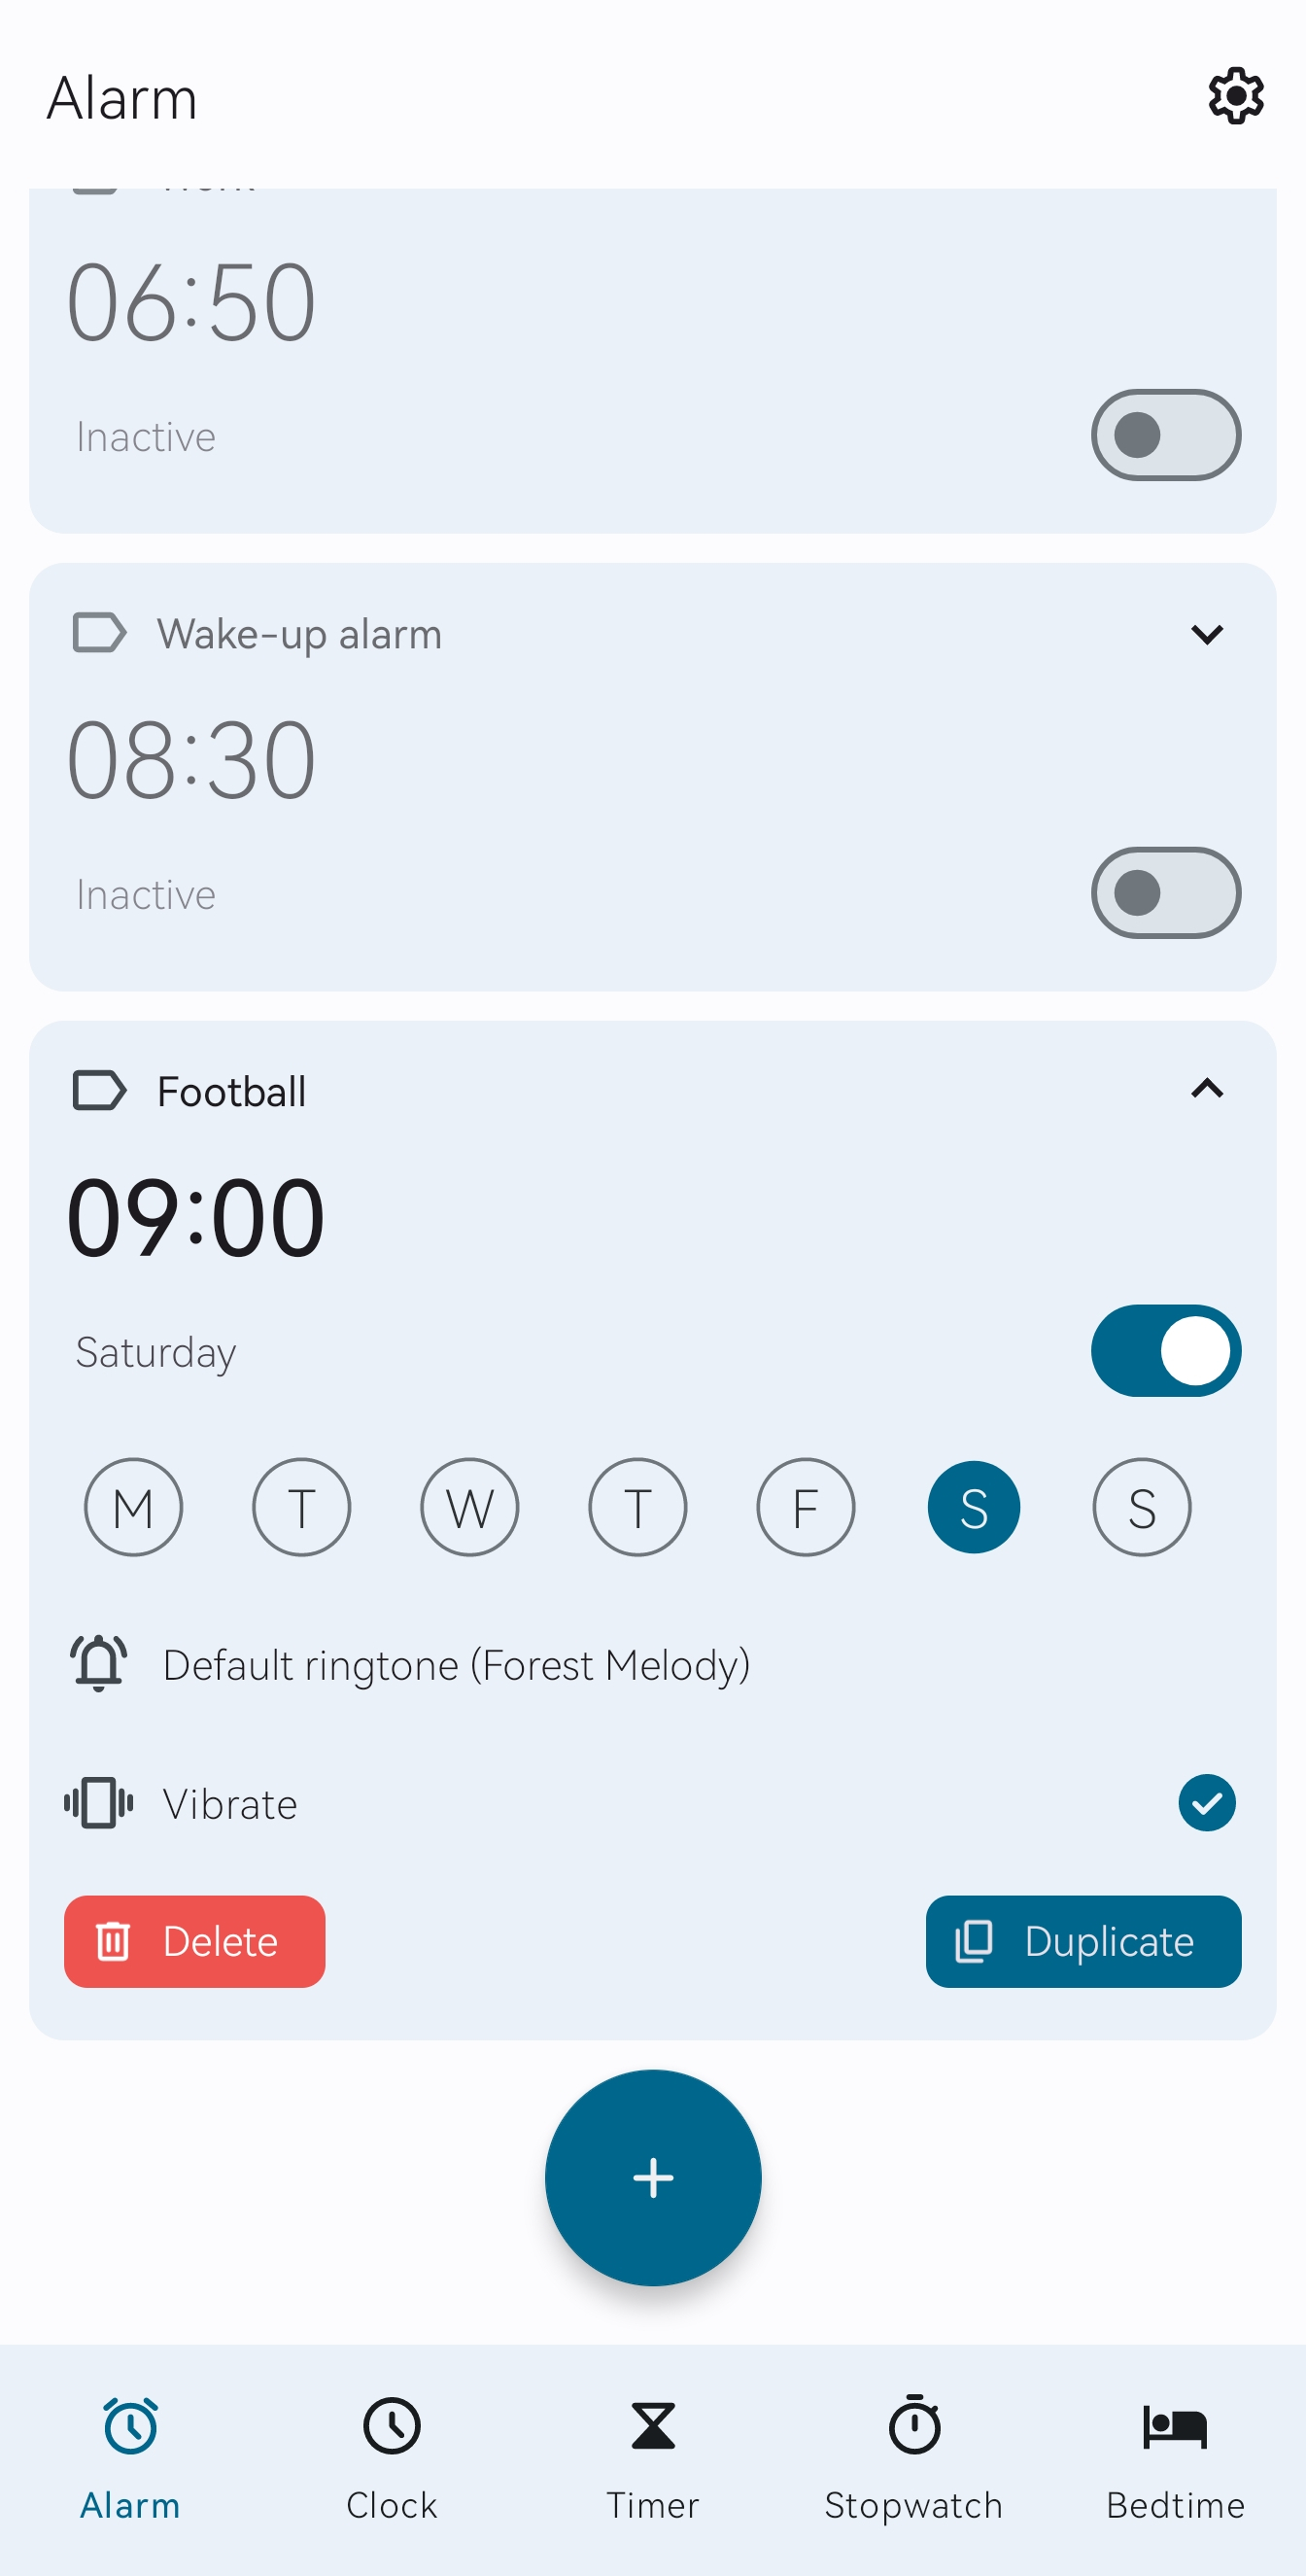 Alarm
06:50
Inactive
Wake-up alarm
08:30
Inactive
Football
09:00
Saturday
M T W T F S S
Default ringtone (Forest Melody)
Vibrate
Delete Duplicate
Alarm Clock Timer Stopwatch Bedtime